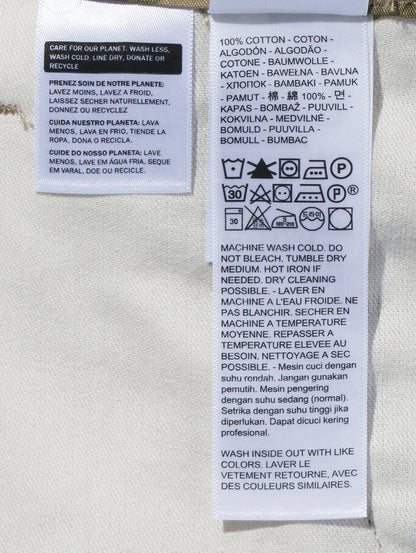 CARE FOR OUR PLANET: WASH LESS,
WASH COLD, LINE DRY, DONATE OR
RECYCLE
PRENEZ SOIN DE NOTRE PLANETE:
LAVEZ MOINS, LAVEZ A FROID,
LAISSEZ SECHER NATURELLEMENT,
DONNEZ OU RECYCLEZ
CUIDA NUESTRO PLANETA: LAVA
MENOS, LAVA EN FRIO, TIENDE LA
ROPA, DONA O RECICLA.
CUIDE DO NOSSO PLANETA: LAVE
MENOS, LAVE EM ÁGUA FRIA, SEQUE
EM VARAL, DOE OU RECICLE.
100% COTTON - COTON -
ALGODÓN - ALGODÃO -
COTONE - BAUMWOLLE -
KATOEN - BAWEŁNA - BAVLNA
- ХЛОПОК - BAMBAKI - PAMUK
- PAMUT - 棉 - 綿 100% - 면 -
KAPAS - BOMBAŽ - PUUVILL -
KOKVILNA - MEDVILNĖ -
BOMULD - PUUVILLA -
BOMULL - BUMBAC
P
30 P ®
30 180-210 드라이
MACHINE WASH COLD. DO
NOT BLEACH. TUMBLE DRY
MEDIUM. HOT IRON IF
NEEDED. DRY CLEANING
POSSIBLE. - LAVER EN
MACHINE A L'EAU FROIDE. NE
PAS BLANCHIR. SECHER EN
MACHINE A TEMPERATURE
MOYENNE. REPASSER A
TEMPERATURE ELEVEE AU
BESOIN. NETTOYAGE A SEC
POSSIBLE. - Mesin cuci dengan
suhu rendah. Jangan gunakan
pemutih. Mesin pengering
dengan suhu sedang (normal).
Setrika dengan suhu tinggi jika
diperlukan. Dapat dicuci kering
profesional.
WASH INSIDE OUT WITH LIKE
COLORS. LAVER LE
VETEMENT RETOURNE, AVEC
DES COULEURS SIMILAIRES.